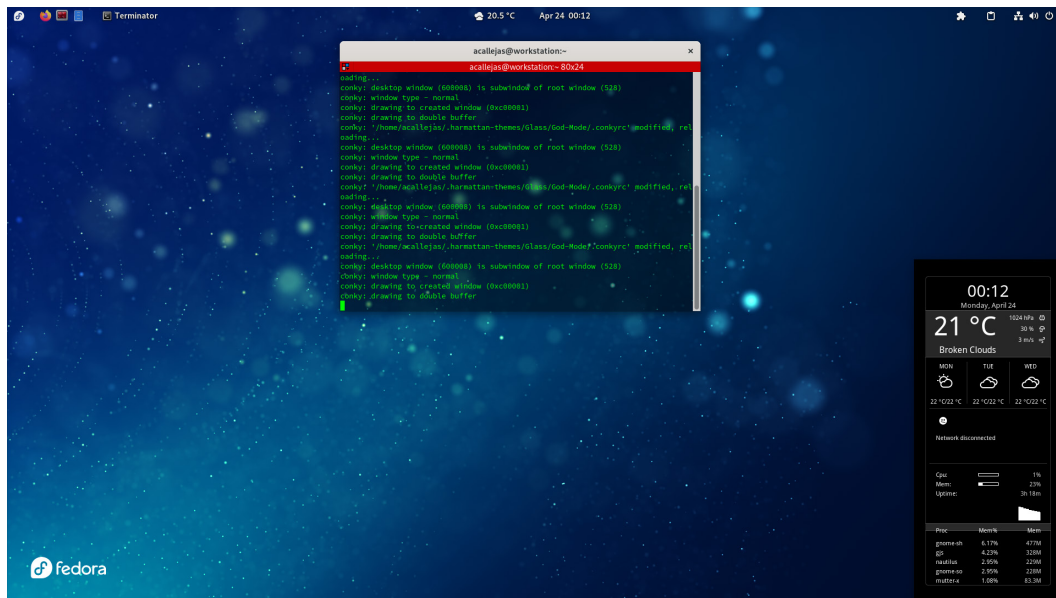 Terminator
20.5 °C
Apr 24 00:12
acallejas@workstation:~
×
acallejas@workstation:~ 80x24
oading...
conky: desktop window (600008) is subwindow of root window (528)
conky: window type - normal
conky: drawing to created window (0xc00001)
conky: drawing to double buffer
conky: '/home/acallejas/.harmattan-themes/Glass/God-Mode/.conkyrc' modified, rel
oading...
conky: desktop window (600008) is subwindow of root window (528)
conky: window type - normal
conky: drawing to created window (0xc00001)
conky: drawing to double buffer
conky: '/home/acallejas/.harmattan-themes/Glass/God-Mode/.conkyrc' modified, rel
oading...
conky: desktop window (600008) is subwindow of root window (528)
conky: window type - normal
conky: drawing to created window (0xc00001)
conky: drawing to double buffer
conky: '/home/acallejas/.harmattan-themes/Glass/God-Mode/.conkyrc' modified, rel
oading...
conky: desktop window (600008) is subwindow of root window (528)
conky: window type - normal
conky: drawing to created window (0xc00001)
conky: drawing to double buffer
00:12
Monday, April 24
21 °C
1024 hPa
30 %
3 m/s
Broken Clouds
MON TUE WED
22 °C/22 °C 22 °C/22 °C 22 °C/22 °C
Network disconnected
Cpu: 1%
Mem: 23%
Uptime: 3h 18m
Proc Mem% Mem
gnome-sh 6.17% 477M
gjs 4.23% 328M
nautilus 2.95% 229M
gnome-so 2.95% 228M
mutter-x 1.08% 83.3M
fedora